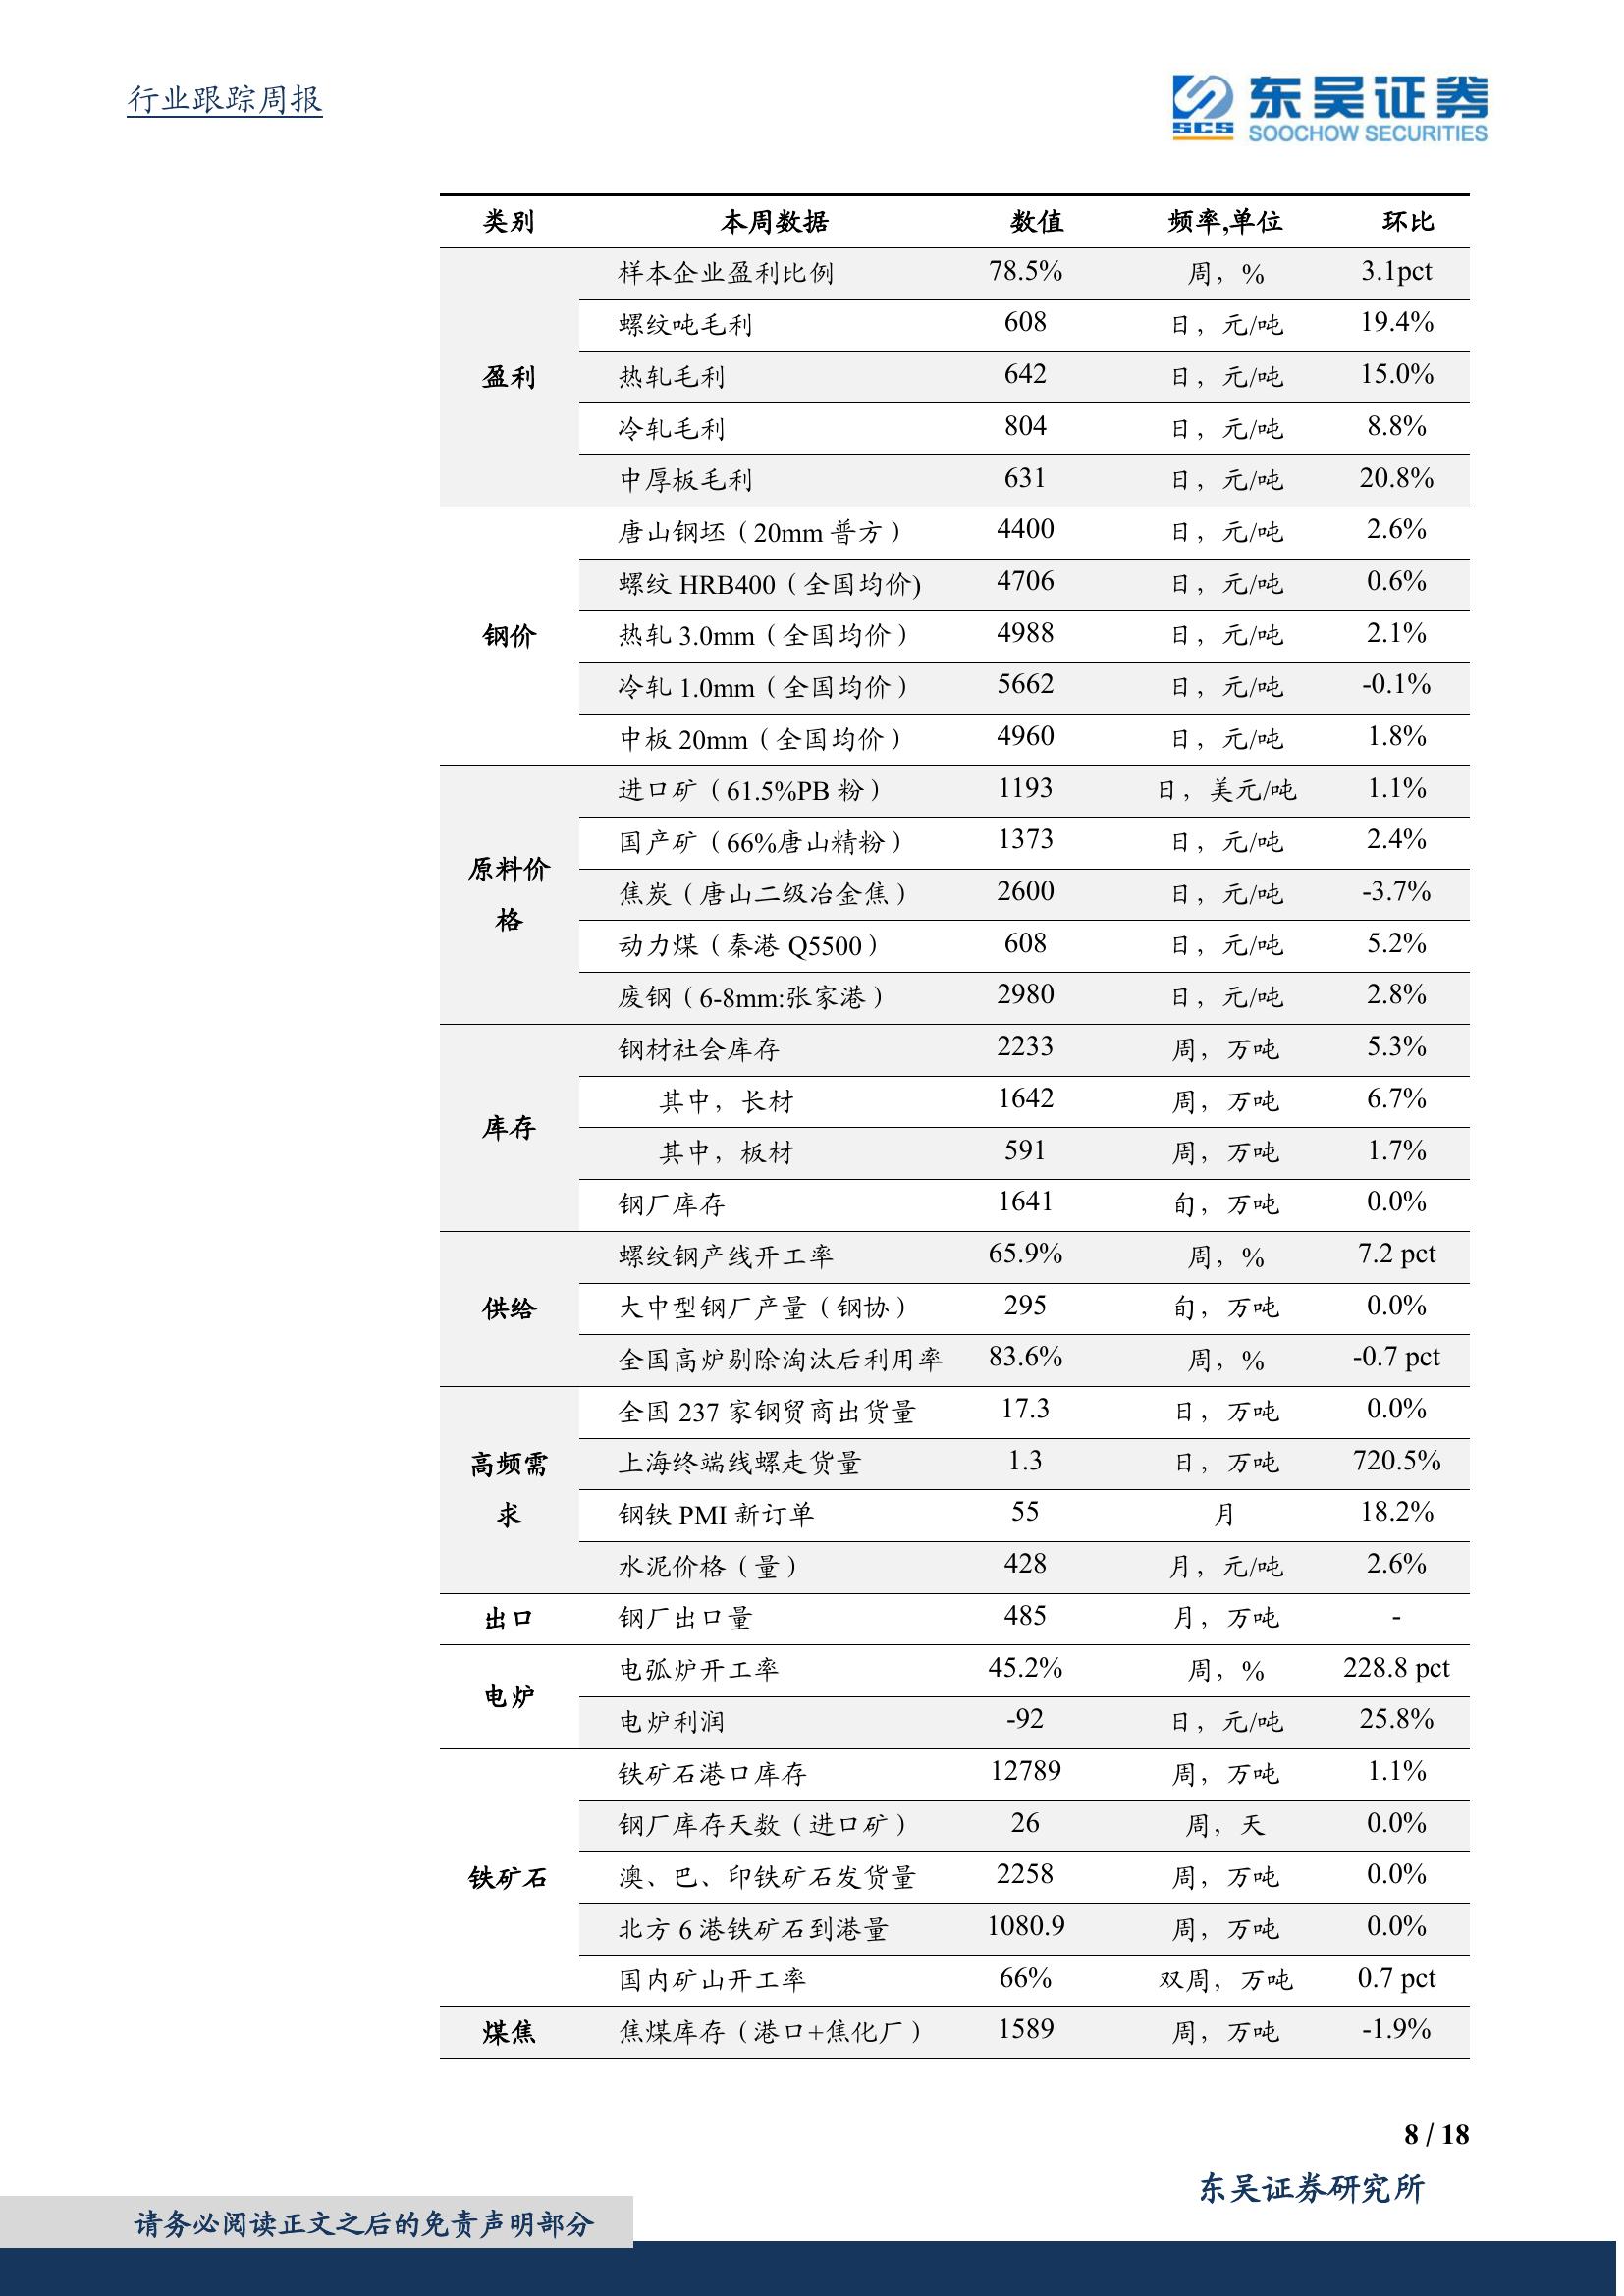 行业跟踪周报
东吴证券
SCS
SOOCHOW SECURITIES
类别 本周数据 数值 频率,单位 环比
盈利
样本企业盈利比例 78.5% 周，% 3.1pct
螺纹吨毛利 608 日，元/吨 19.4%
热轧毛利 642 日，元/吨 15.0%
冷轧毛利 804 日，元/吨 8.8%
中厚板毛利 631 日，元/吨 20.8%
钢价
唐山钢坯（20mm 普方） 4400 日，元/吨 2.6%
螺纹 HRB400（全国均价) 4706 日，元/吨 0.6%
热轧 3.0mm（全国均价） 4988 日，元/吨 2.1%
冷轧 1.0mm（全国均价） 5662 日，元/吨 -0.1%
中板 20mm（全国均价） 4960 日，元/吨 1.8%
原料价
格
进口矿（61.5%PB 粉） 1193 日，美元/吨 1.1%
国产矿（66%唐山精粉） 1373 日，元/吨 2.4%
焦炭（唐山二级冶金焦） 2600 日，元/吨 -3.7%
动力煤（秦港 Q5500） 608 日，元/吨 5.2%
废钢（6-8mm:张家港） 2980 日，元/吨 2.8%
库存
钢材社会库存 2233 周，万吨 5.3%
其中，长材 1642 周，万吨 6.7%
其中，板材 591 周，万吨 1.7%
钢厂库存 1641 旬，万吨 0.0%
供给
螺纹钢产线开工率 65.9% 周，% 7.2 pct
大中型钢厂产量（钢协） 295 旬，万吨 0.0%
全国高炉剔除淘汰后利用率 83.6% 周，% -0.7 pct
高频需
求
全国 237 家钢贸商出货量 17.3 日，万吨 0.0%
上海终端线螺走货量 1.3 日，万吨 720.5%
钢铁 PMI 新订单 55 月 18.2%
水泥价格（量） 428 月，元/吨 2.6%
出口 钢厂出口量 485 月，万吨 -
电炉
电弧炉开工率 45.2% 周，% 228.8 pct
电炉利润 -92 日，元/吨 25.8%
铁矿石
铁矿石港口库存 12789 周，万吨 1.1%
钢厂库存天数（进口矿） 26 周，天 0.0%
澳、巴、印铁矿石发货量 2258 周，万吨 0.0%
北方 6 港铁矿石到港量 1080.9 周，万吨 0.0%
国内矿山开工率 66% 双周，万吨 0.7 pct
煤焦 焦煤库存（港口+焦化厂） 1589 周，万吨 -1.9%
8 / 18
东吴证券研究所
请务必阅读正文之后的免责声明部分